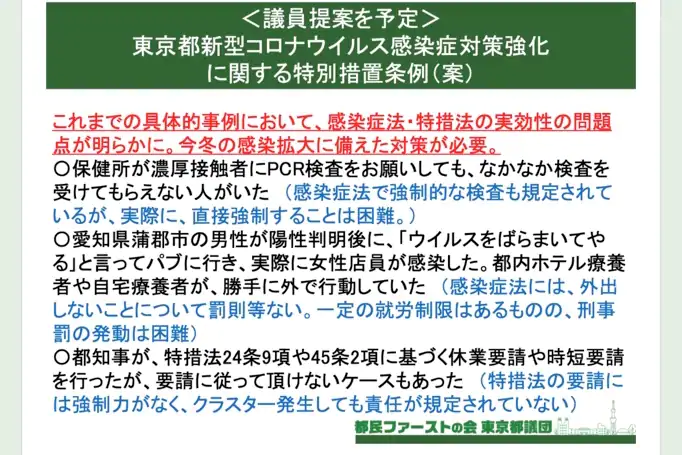 ＜議員提案を予定＞
東京都新型コロナウイルス感染症対策強化
に関する特別措置条例（案）
これまでの具体的事例において、感染症法・特措法の実効性の問題
点が明らかに。今冬の感染拡大に備えた対策が必要。
〇保健所が濃厚接触者にPCR検査をお願いしても、なかなか検査を
受けてもらえない人がいた （感染症法で強制的な検査も規定されて
いるが、実際に、直接強制することは困難。）
〇愛知県蒲郡市の男性が陽性判明後に、「ウイルスをばらまいてや
る」と言ってパブに行き、実際に女性店員が感染した。都内ホテル療養
者や自宅療養者が、勝手に外で行動していた （感染症法には、外出
しないことについて罰則等ない。一定の就労制限はあるものの、刑事
罰の発動は困難）
〇都知事が、特措法24条9項や45条2項に基づく休業要請や時短要請
を行ったが、要請に従って頂けないケースもあった （特措法の要請に
は強制力がなく、クラスター発生しても責任が規定されていない）
都民ファーストの会 東京都議団